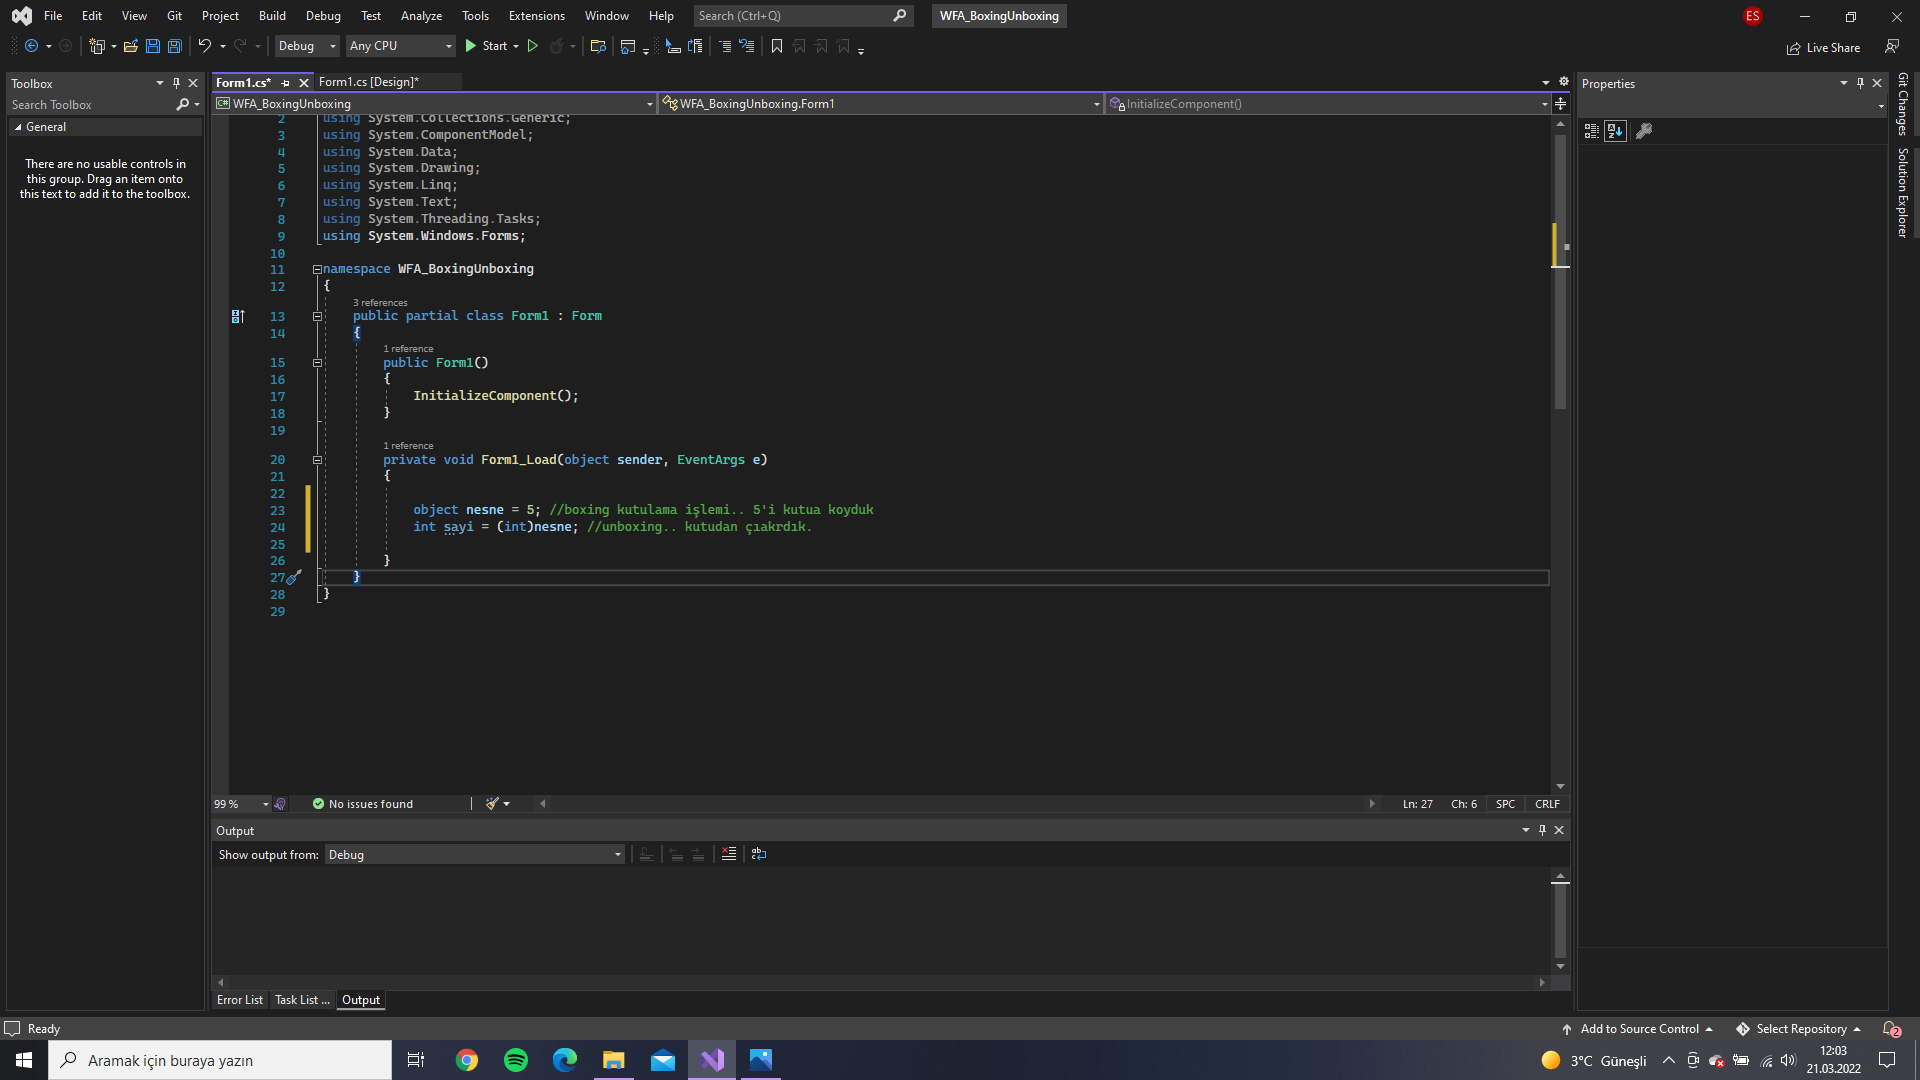 File Edit View Git Project Build Debug Test Analyze Tools Extensions Window Help Search (Ctrl+Q) WFA_BoxingUnboxing ES
Debug Any CPU Start Live Share
Toolbox
Search Toolbox
General
There are no usable controls in
this group. Drag an item onto
this text to add it to the toolbox.
Form1.cs* Form1.cs [Design]*
C# WFA_BoxingUnboxing WFA_BoxingUnboxing.Form1 InitializeComponent()
2 using System.Collections.Generic;
3 using System.ComponentModel;
4 using System.Data;
5 using System.Drawing;
6 using System.Linq;
7 using System.Text;
8 using System.Threading.Tasks;
9 using System.Windows.Forms;
10
11 namespace WFA_BoxingUnboxing
12 {
3 references
13 public partial class Form1 : Form
14 {
1 reference
15 public Form1()
16 {
17 InitializeComponent();
18 }
19
1 reference
20 private void Form1_Load(object sender, EventArgs e)
21 {
22
23 object nesne = 5; //boxing kutulama işlemi.. 5'i kutua koyduk
24 int sayi = (int)nesne; //unboxing.. kutudan çıakrdık.
25
26 }
27 }
28 }
29
99 % No issues found Ln: 27 Ch: 6 SPC CRLF
Output
Show output from: Debug
Error List Task List ... Output
Properties
Git Changes
Solution Explorer
Ready Add to Source Control Select Repository 2
Aramak için buraya yazın 3°C Güneşli 12:03
21.03.2022